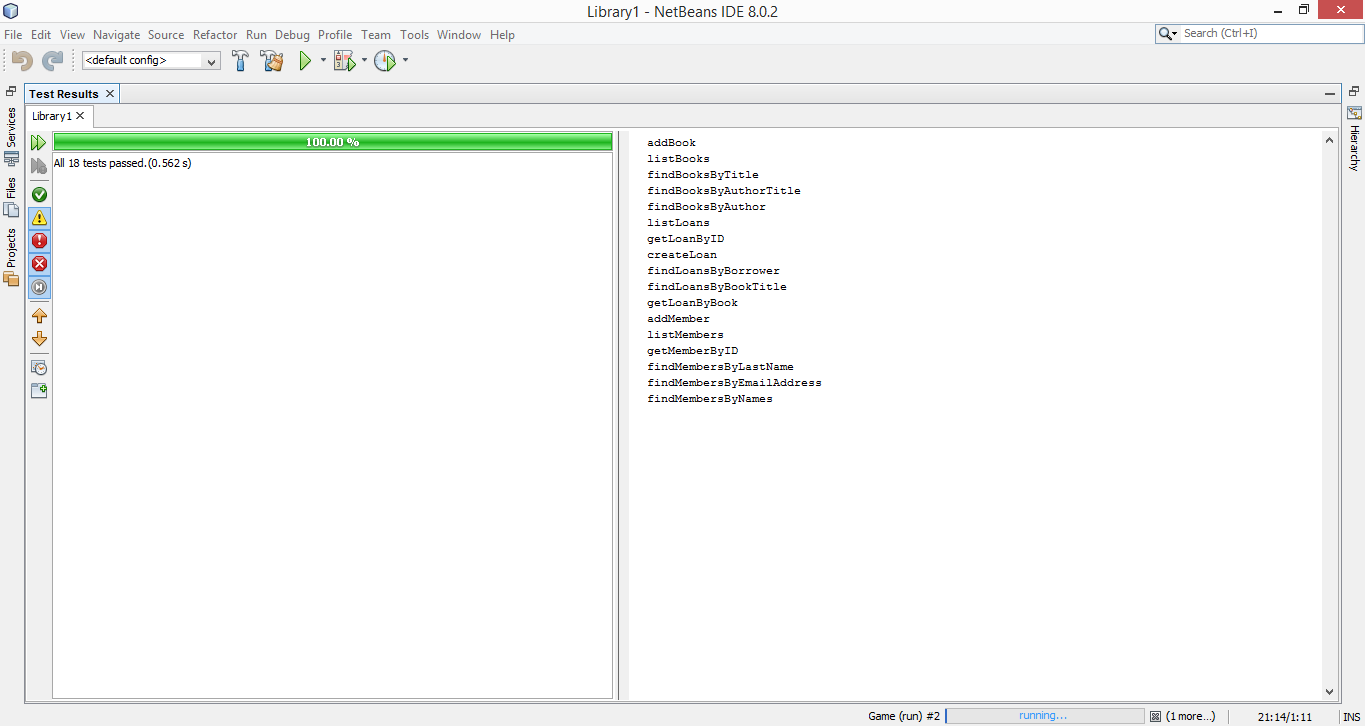 Library1 - NetBeans IDE 8.0.2
File Edit View Navigate Source Refactor Run Debug Profile Team Tools Window Help
Search (Ctrl+I)
<default config>
Test Results
Library1
Services
Files
Projects
Hierarchy
100.00 %
All 18 tests passed.(0.562 s)
addBook
listBooks
findBooksByTitle
findBooksByAuthorTitle
findBooksByAuthor
listLoans
getLoanByID
createLoan
findLoansByBorrower
findLoansByBookTitle
getLoanByBook
addMember
listMembers
getMemberByID
findMembersByLastName
findMembersByEmailAddress
findMembersByNames
Game (run) #2 running... (1 more...) 21:14/1:11 INS